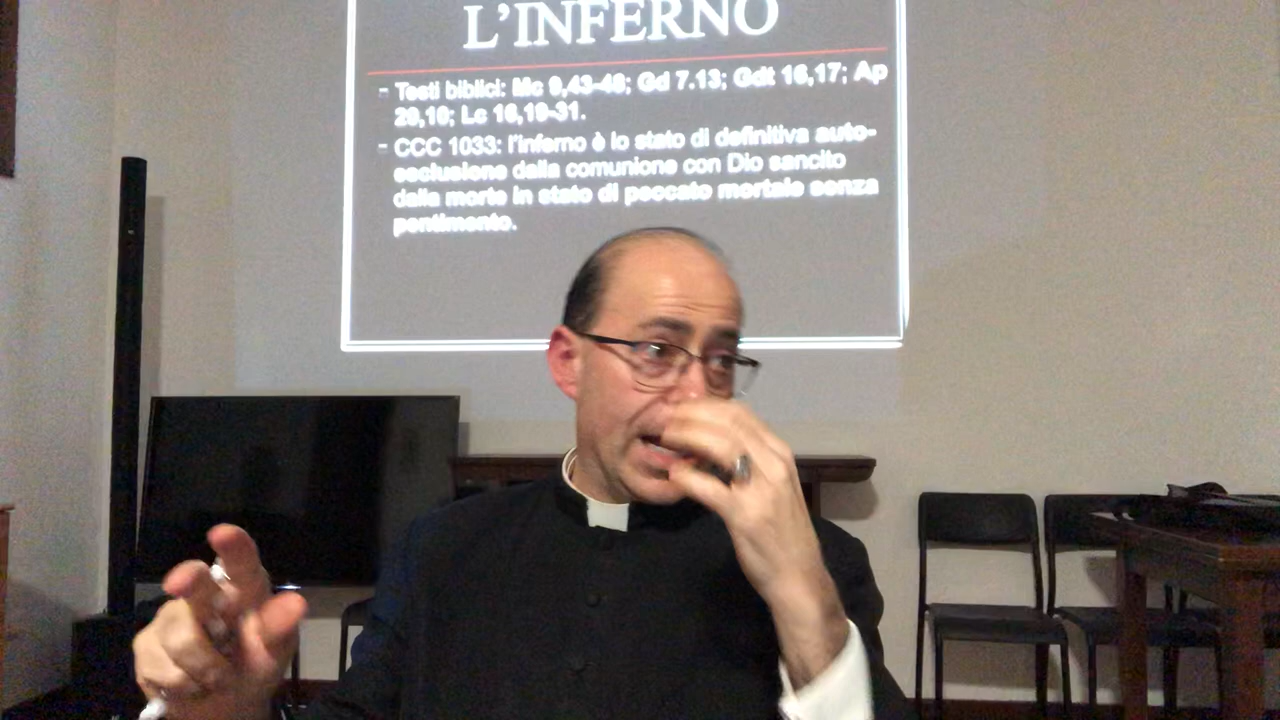 L'INFERNO
- Testi biblici: Mc 9,43-48; Gd 7.13; Gdt 16,17; Ap
20,10; Lc 16,19-31.
- CCC 1033: l'inferno è lo stato di definitiva auto-
esclusione dalla comunione con Dio sancito
dalla morte in stato di peccato mortale senza
pentimento.